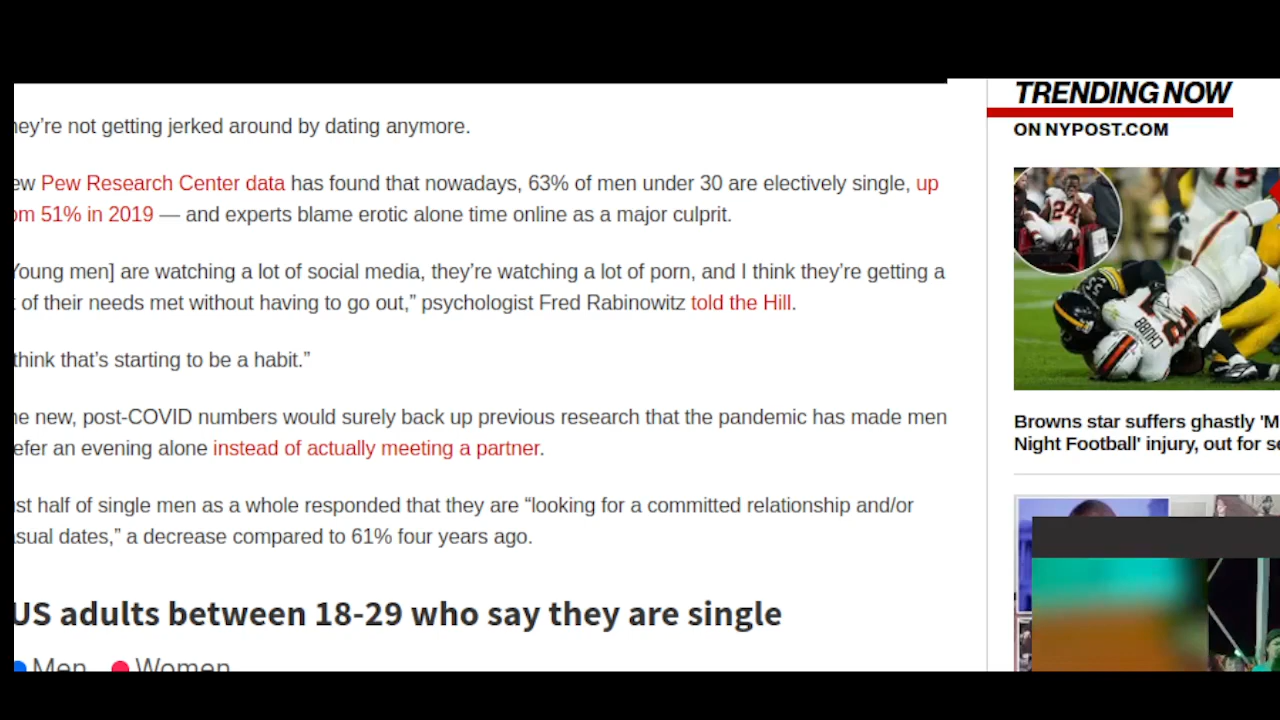 hey’re not getting jerked around by dating anymore.
ew Pew Research Center data has found that nowadays, 63% of men under 30 are electively single, up
om 51% in 2019 — and experts blame erotic alone time online as a major culprit.
Young men] are watching a lot of social media, they’re watching a lot of porn, and I think they’re getting a
t of their needs met without having to go out,” psychologist Fred Rabinowitz told the Hill.
think that’s starting to be a habit.”
he new, post-COVID numbers would surely back up previous research that the pandemic has made men
efer an evening alone instead of actually meeting a partner.
ust half of single men as a whole responded that they are “looking for a committed relationship and/or
asual dates,” a decrease compared to 61% four years ago.
US adults between 18-29 who say they are single
Men Women
TRENDING NOW
ON NYPOST.COM
24
CHUBB
Browns star suffers ghastly 'M
Night Football' injury, out for se